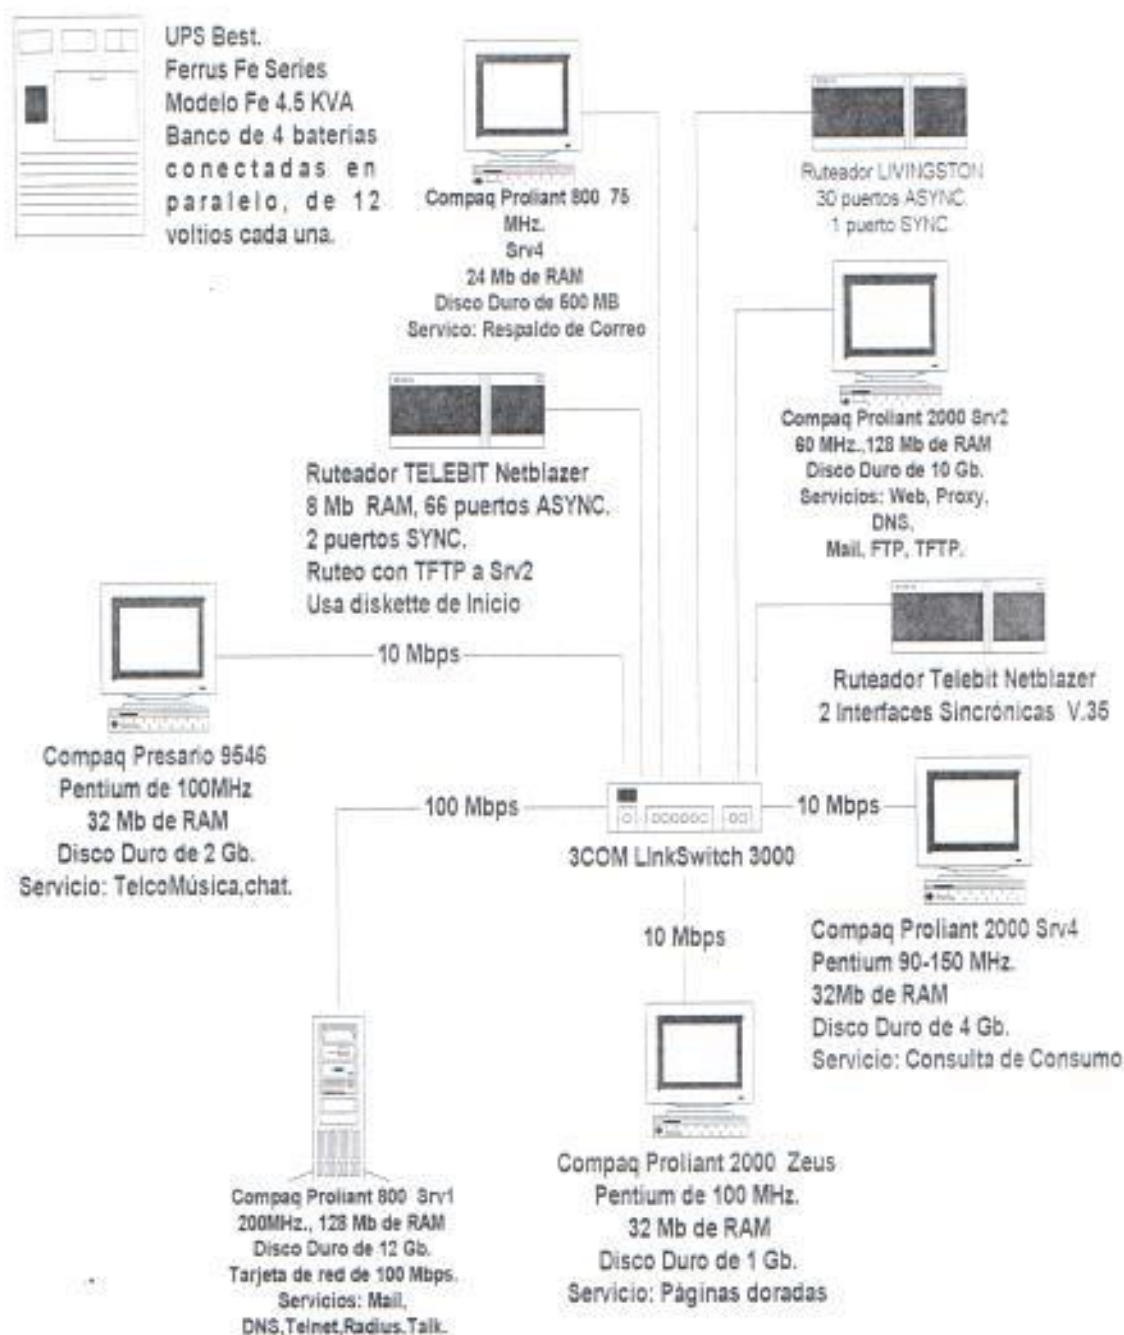 UPS Best.
Ferrus Fe Series
Modelo Fe 4.5 KVA
Banco de 4 baterias
conectadas en
paralelo, de 12
voltios cada una.
Compaq Proliant 800 75
MHz.
Srv4
24 Mb de RAM
Disco Duro de 600 MB
Servico: Respaldo de Correo
Ruteador LIVINGSTON
30 puertos ASYNC.
1 puerto SYNC.
Compaq Proliant 2000 Srv2
60 MHz.,128 Mb de RAM
Disco Duro de 10 Gb.
Servicios: Web, Proxy,
DNS,
Mail, FTP, TFTP.
Ruteador TELEBIT Netblazer
8 Mb RAM, 66 puertos ASYNC.
2 puertos SYNC.
Ruteo con TFTP a Srv2
Usa diskette de Inicio
10 Mbps
Ruteador Telebit Netblazer
2 Interfaces Sincrónicas V.35
Compaq Presario 9546
Pentium de 100MHz
32 Mb de RAM
Disco Duro de 2 Gb.
Servicio: TelcoMúsica,chat.
100 Mbps
10 Mbps
3COM LinkSwitch 3000
10 Mbps
Compaq Proliant 2000 Srv4
Pentium 90-150 MHz.
32Mb de RAM
Disco Duro de 4 Gb.
Servicio: Consulta de Consumo
Compaq Proliant 800 Srv1
200MHz., 128 Mb de RAM
Disco Duro de 12 Gb.
Tarjeta de red de 100 Mbps.
Servicios: Mail,
DNS,Telnet,Radius,Talk.
Compaq Proliant 2000 Zeus
Pentium de 100 MHz.
32 Mb de RAM
Disco Duro de 1 Gb.
Servicio: Páginas doradas